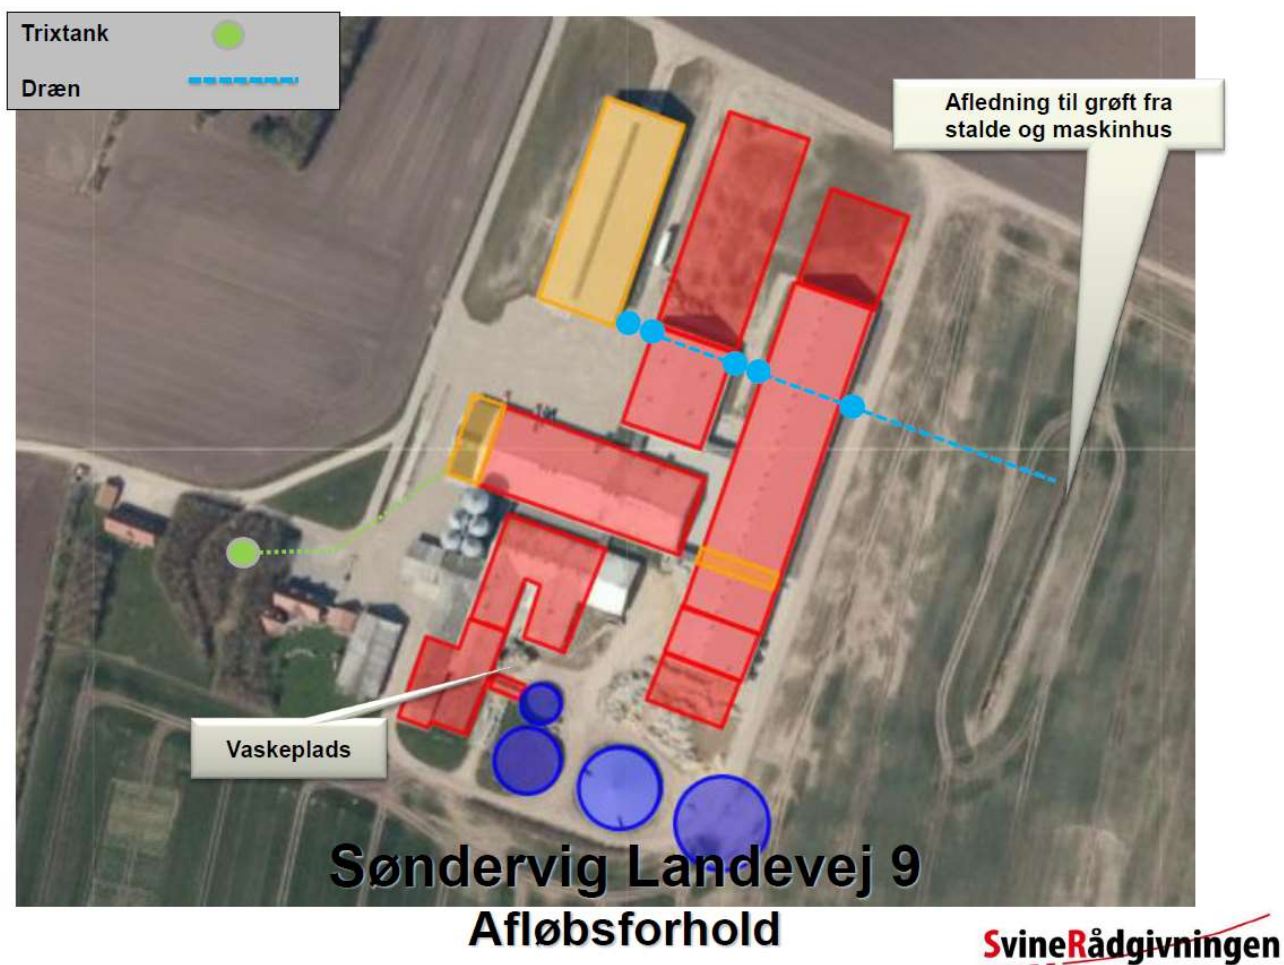 Trixtank
Dræn
Afledning til grøft fra
stalde og maskinhus
Vaskeplads
Søndervig Landevej 9
Afløbsforhold
SvineRådgivningen